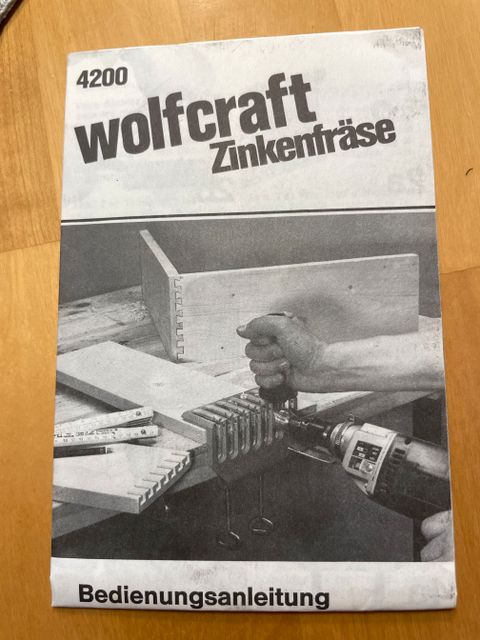 4200
wolfcraft
Zinkenfräse
Bedienungsanleitung